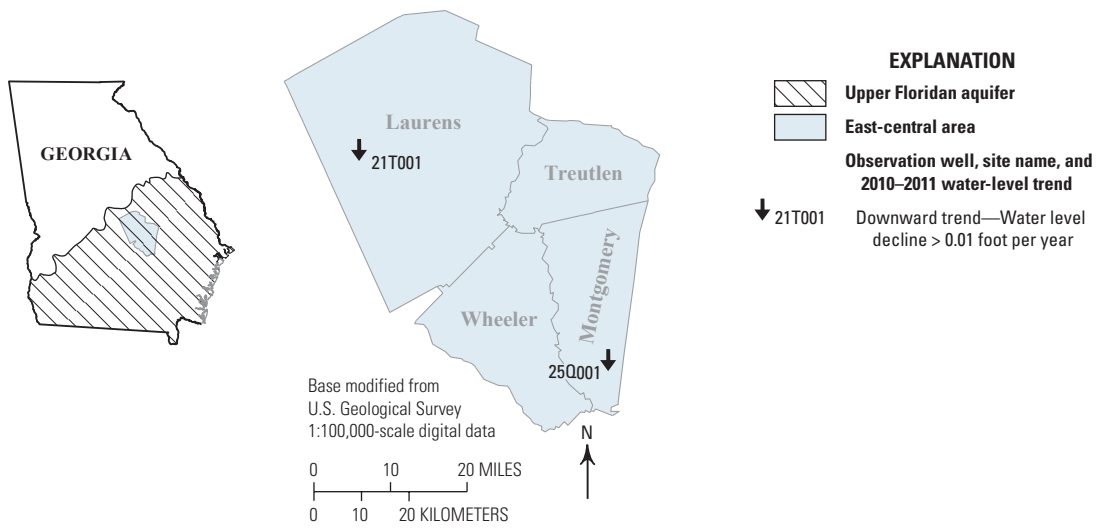 GEORGIA
Laurens
21T001
Treutlen
Montgomery
Wheeler
25Q001
Base modified from
U.S. Geological Survey
1:100,000-scale digital data
0 10 20 MILES
0 10 20 KILOMETERS
N
EXPLANATION
Upper Floridan aquifer
East-central area
Observation well, site name, and
2010–2011 water-level trend
21T001 Downward trend—Water level
decline > 0.01 foot per year